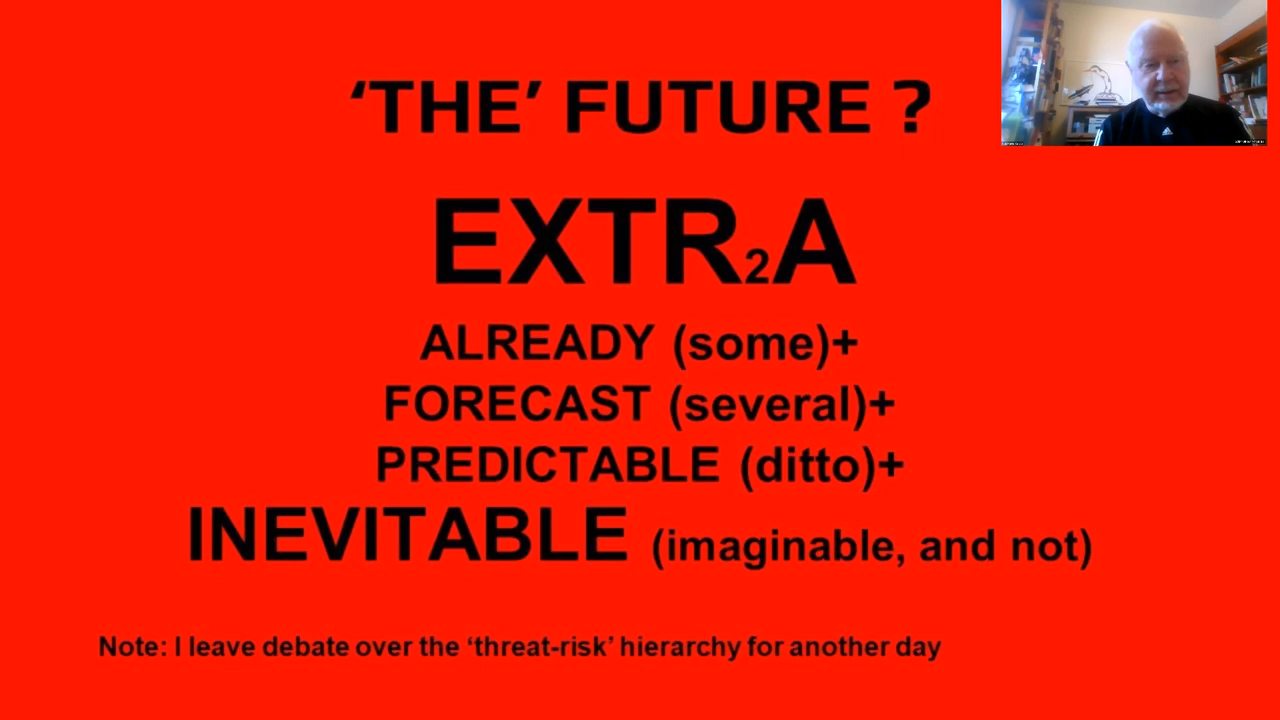 ‘THE’ FUTURE ?
EXTR₂A
ALREADY (some)+
FORECAST (several)+
PREDICTABLE (ditto)+
INEVITABLE (imaginable, and not)
Note: I leave debate over the ‘threat-risk’ hierarchy for another day